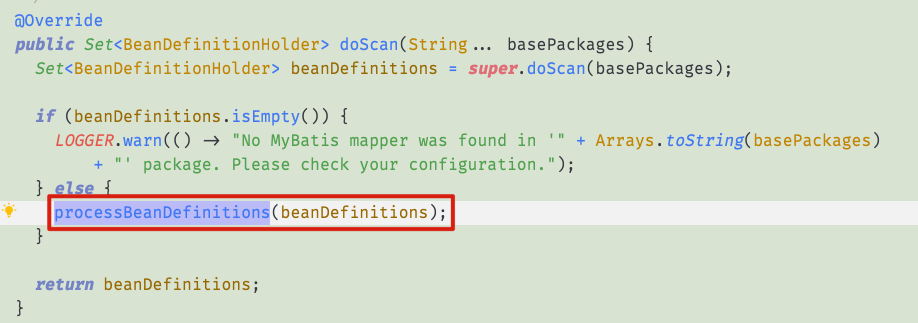 @Override
public Set<BeanDefinitionHolder> doScan(String... basePackages) {
  Set<BeanDefinitionHolder> beanDefinitions = super.doScan(basePackages);

  if (beanDefinitions.isEmpty()) {
    LOGGER.warn(() -> "No MyBatis mapper was found in '" + Arrays.toString(basePackages)
        + "' package. Please check your configuration.");
  } else {
    processBeanDefinitions(beanDefinitions);
  }

  return beanDefinitions;
}